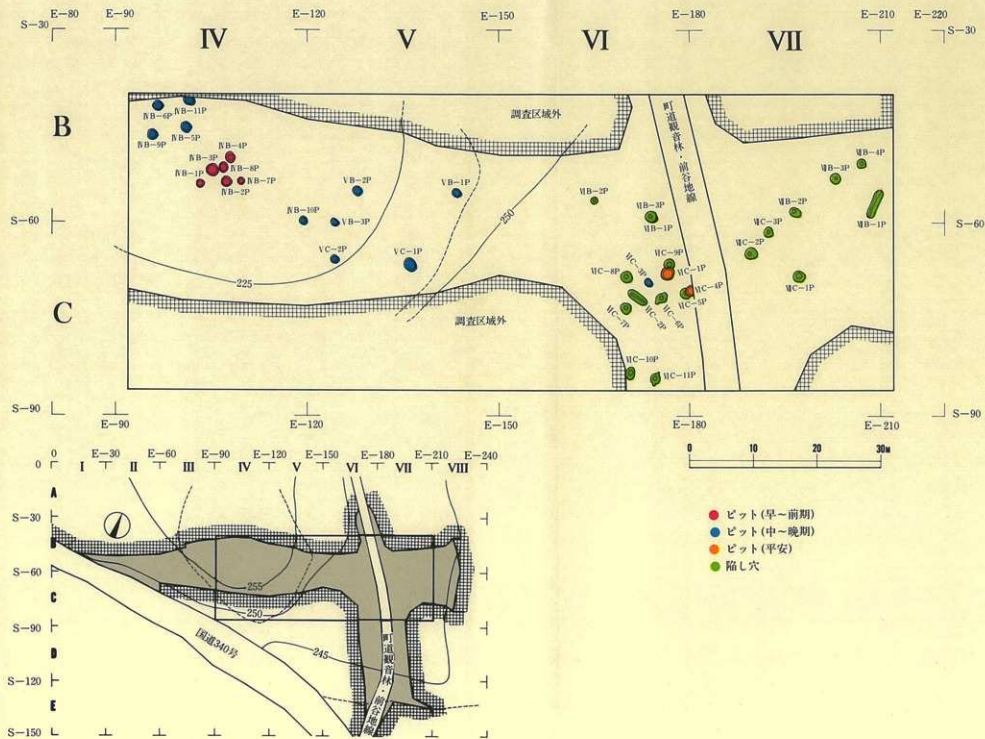 E-80 E-90 E-120 E-150 E-180 E-210 E-220
S-30 S-30
IV V VI VII
B
調査区域外
町道観音林・前谷地線
ⅣB-6P ⅣB-11P
ⅣB-9P ⅣB-5P
ⅣB-4P
ⅣB-3P
ⅣB-8P
ⅣB-1P ⅣB-7P
ⅣB-2P
ⅤB-2P ⅤB-1P
ⅣB-10P ⅤB-3P
ⅤC-2P ⅤC-1P
225
250
ⅥB-2P
ⅥB-3P
ⅥB-1P
ⅦB-4P
ⅦB-3P
ⅦB-2P
ⅦB-1P
ⅦC-3P
ⅦC-2P
ⅦC-1P
S-60 S-60
ⅥC-9P
ⅥC-3P ⅥC-1P
ⅥC-8P ⅥC-4P
ⅥC-5P
ⅥC-7P ⅥC-2P ⅥC-6P
ⅥC-10P
ⅥC-11P
C
調査区域外
S-90 S-90
E-90 E-120 E-150 E-180 E-210
0 10 20 30M
ピット(早~前期)
ピット(中~晩期)
ピット(平安)
陥し穴
0 E-30 E-60 E-90 E-120 E-150 E-180 E-210 E-240
0 I II III IV V VI VII VIII
A
S-30
B
S-60
C
S-90
D
S-120
E
S-150
255
250
245
国道340号
町道観音林・前谷地線